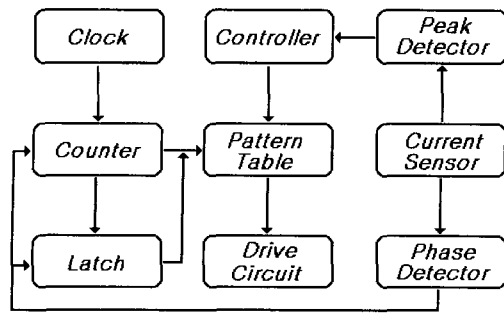 Clock
Controller
Peak
Detector
Counter
Pattern
Table
Current
Sensor
Latch
Drive
Circuit
Phase
Detector